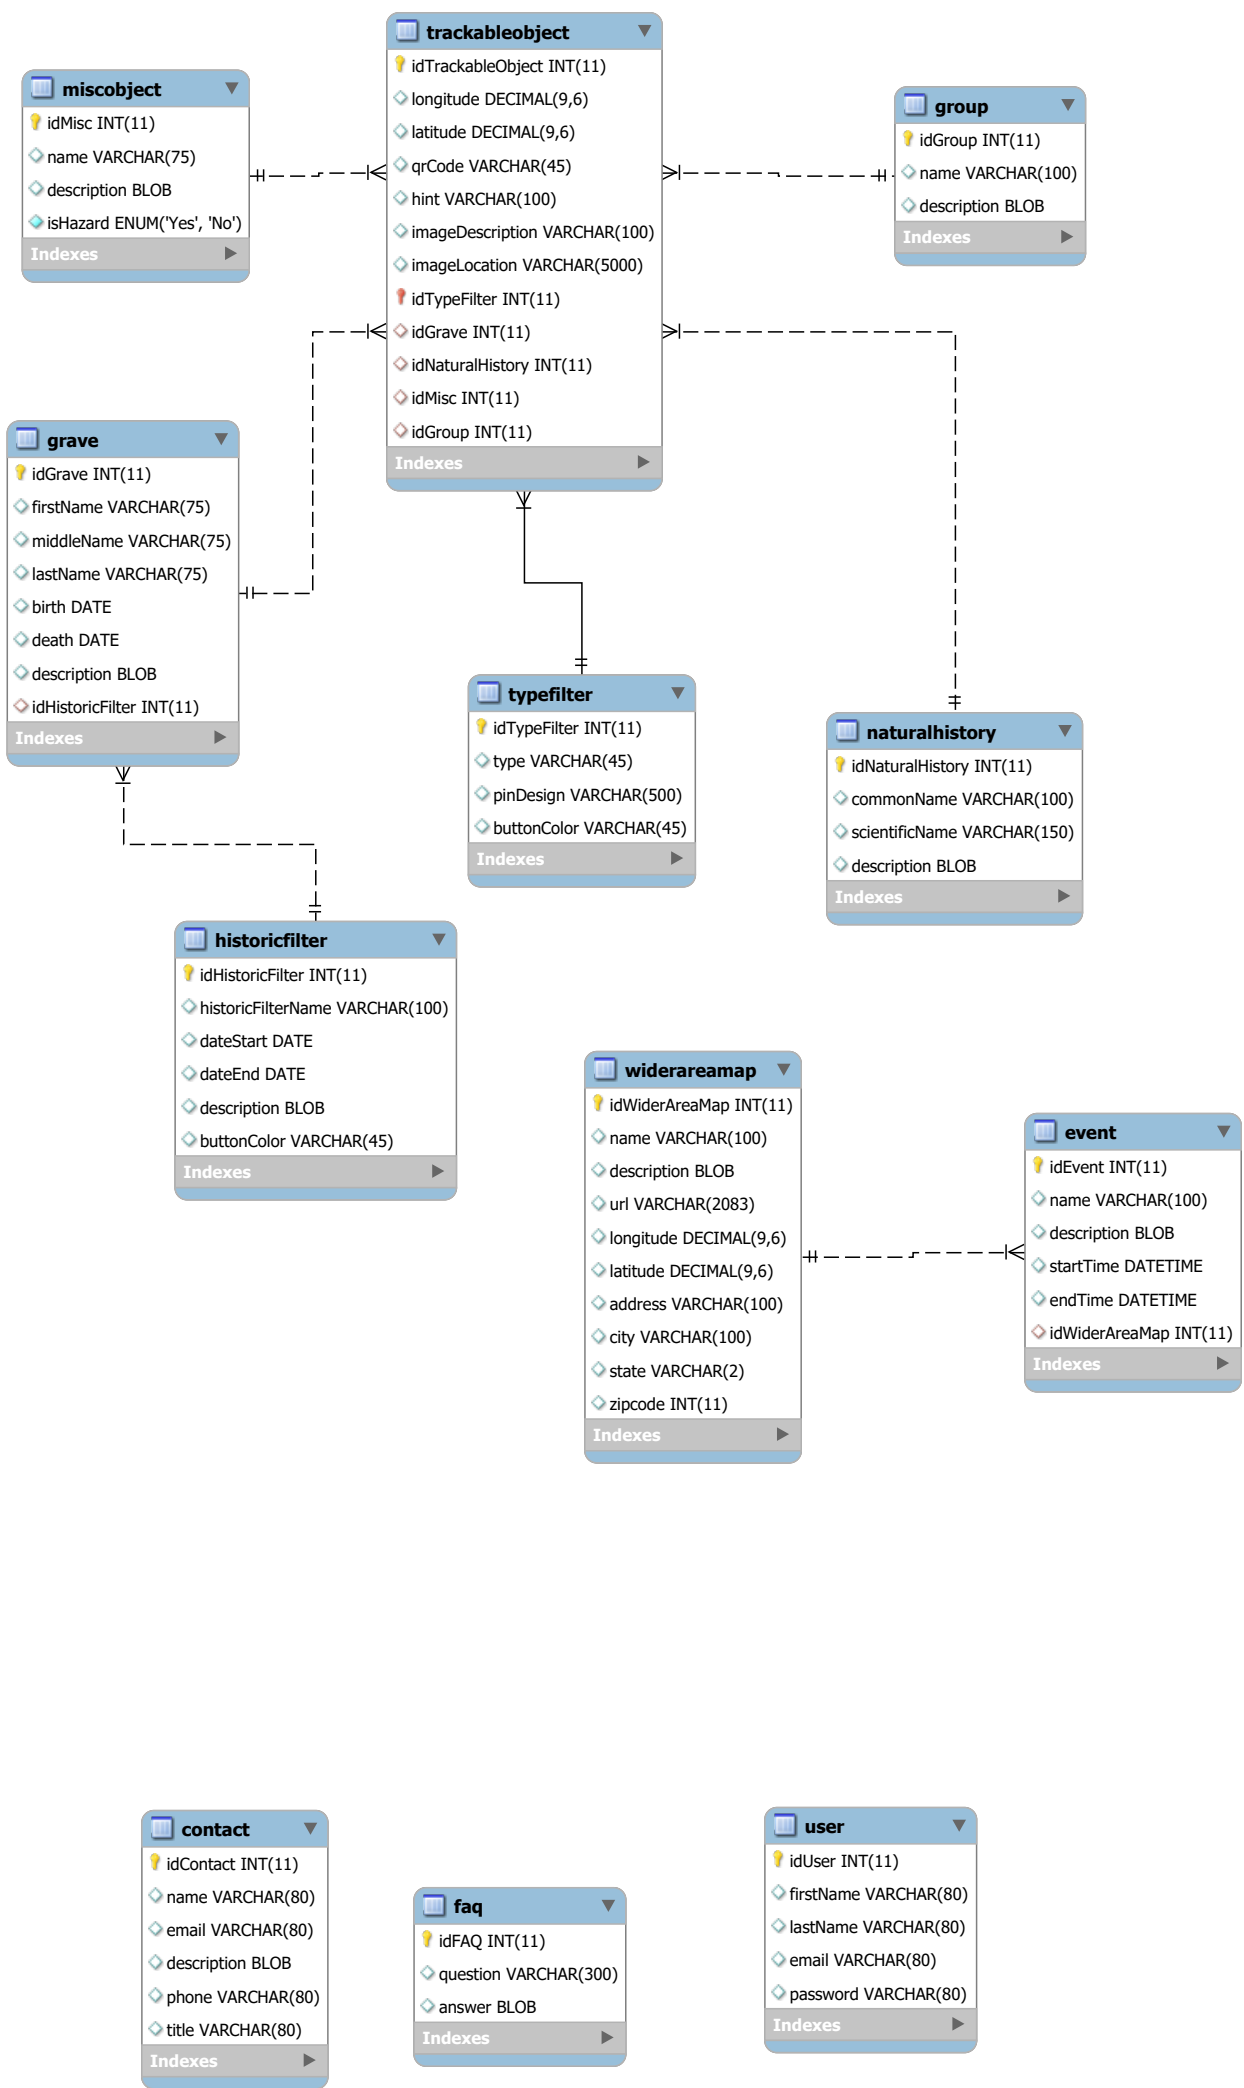 trackableobject
idTrackableObject INT(11)
longitude DECIMAL(9,6)
latitude DECIMAL(9,6)
qrCode VARCHAR(45)
hint VARCHAR(100)
imageDescription VARCHAR(100)
imageLocation VARCHAR(5000)
idTypeFilter INT(11)
idGrave INT(11)
idNaturalHistory INT(11)
idMisc INT(11)
idGroup INT(11)
Indexes
miscobject
idMisc INT(11)
name VARCHAR(75)
description BLOB
isHazard ENUM('Yes', 'No')
Indexes
group
idGroup INT(11)
name VARCHAR(100)
description BLOB
Indexes
grave
idGrave INT(11)
firstName VARCHAR(75)
middleName VARCHAR(75)
lastName VARCHAR(75)
birth DATE
death DATE
description BLOB
idHistoricFilter INT(11)
Indexes
typefilter
idTypeFilter INT(11)
type VARCHAR(45)
pinDesign VARCHAR(500)
buttonColor VARCHAR(45)
Indexes
naturalhistory
idNaturalHistory INT(11)
commonName VARCHAR(100)
scientificName VARCHAR(150)
description BLOB
Indexes
historicfilter
idHistoricFilter INT(11)
historicFilterName VARCHAR(100)
dateStart DATE
dateEnd DATE
description BLOB
buttonColor VARCHAR(45)
Indexes
widerareamap
idWiderAreaMap INT(11)
name VARCHAR(100)
description BLOB
url VARCHAR(2083)
longitude DECIMAL(9,6)
latitude DECIMAL(9,6)
address VARCHAR(100)
city VARCHAR(100)
state VARCHAR(2)
zipcode INT(11)
Indexes
event
idEvent INT(11)
name VARCHAR(100)
description BLOB
startTime DATETIME
endTime DATETIME
idWiderAreaMap INT(11)
Indexes
contact
idContact INT(11)
name VARCHAR(80)
email VARCHAR(80)
description BLOB
phone VARCHAR(80)
title VARCHAR(80)
Indexes
faq
idFAQ INT(11)
question VARCHAR(300)
answer BLOB
Indexes
user
idUser INT(11)
firstName VARCHAR(80)
lastName VARCHAR(80)
email VARCHAR(80)
password VARCHAR(80)
Indexes